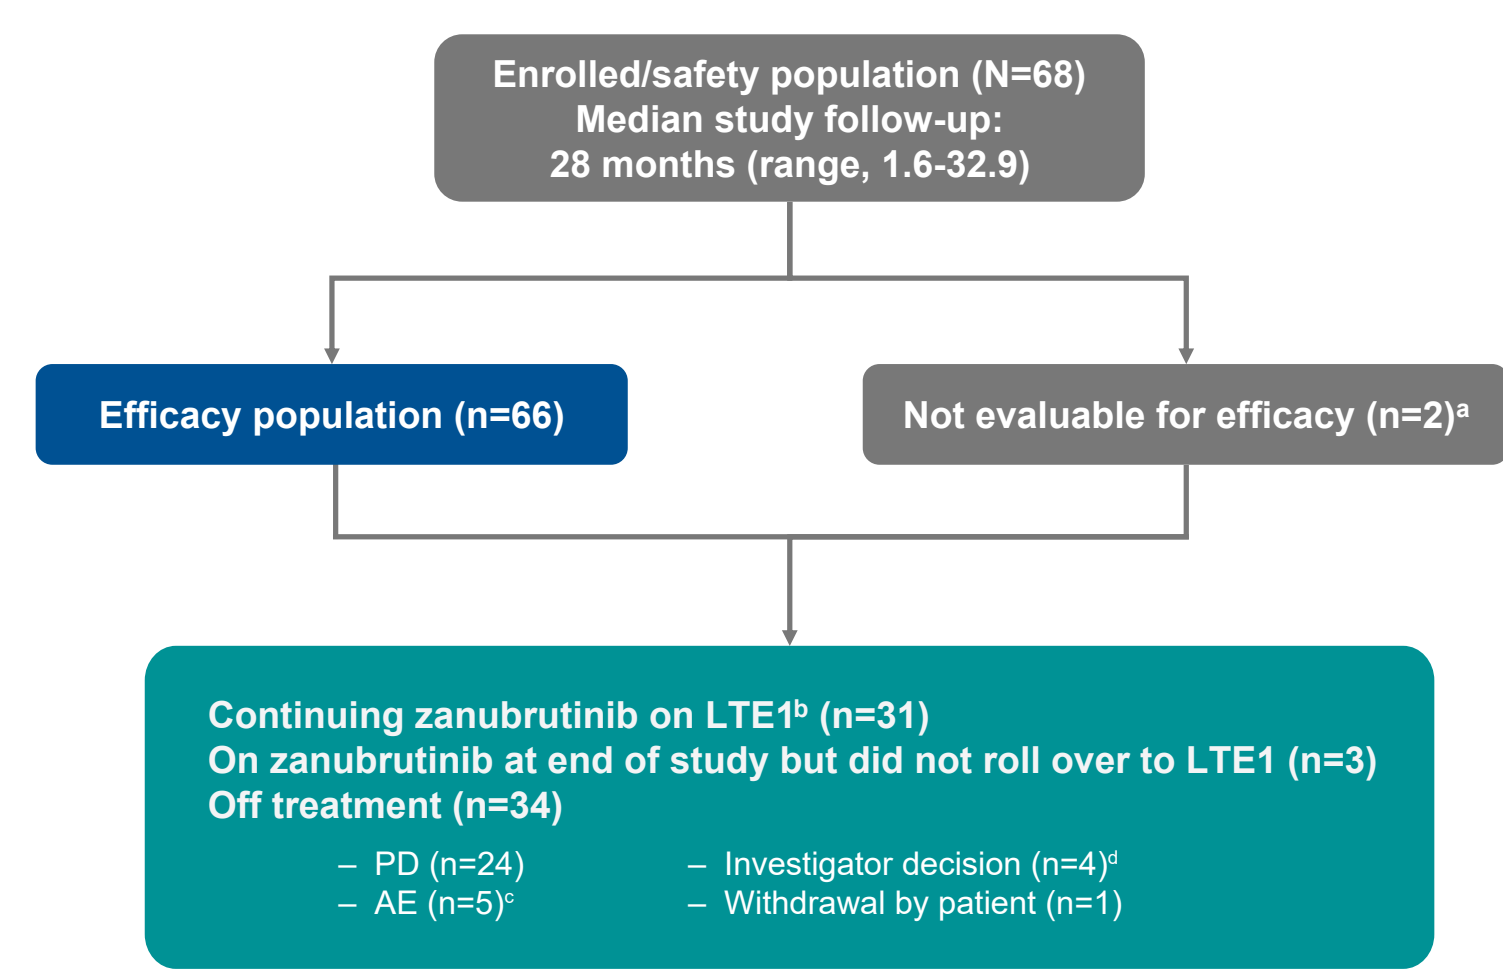 Enrolled/safety population (N=68)
Median study follow-up:
28 months (range, 1.6-32.9)
Efficacy population (n=66)
Not evaluable for efficacy (n=2)ᵃ
Continuing zanubrutinib on LTE1ᵇ (n=31)
On zanubrutinib at end of study but did not roll over to LTE1 (n=3)
Off treatment (n=34)
– PD (n=24)
– AE (n=5)ᶜ
– Investigator decision (n=4)ᵈ
– Withdrawal by patient (n=1)